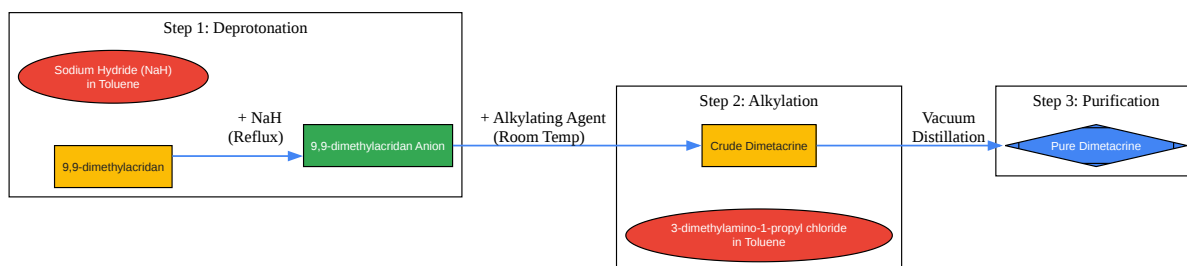 Step 1: Deprotonation
Sodium Hydride (NaH)
in Toluene
+ NaH
(Reflux)
9,9-dimethylacridan
9,9-dimethylacridan Anion
+ Alkylating Agent
(Room Temp)
Step 2: Alkylation
Crude Dimetacrine
3-dimethylamino-1-propyl chloride
in Toluene
Vacuum
Distillation
Step 3: Purification
Pure Dimetacrine